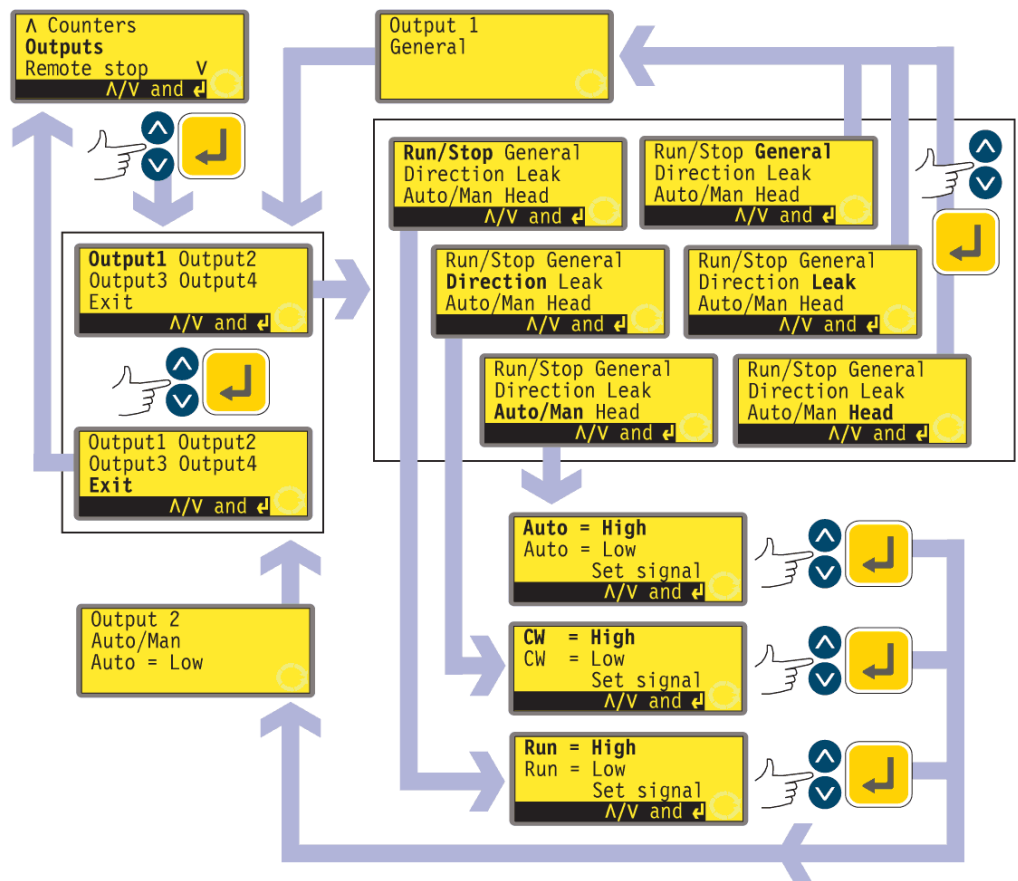 Λ Counters
Outputs
Remote stop V
Λ/V and ↲
Output 1
General
Run/Stop General
Direction Leak
Auto/Man Head
Λ/V and ↲
Run/Stop General
Direction Leak
Auto/Man Head
Λ/V and ↲
Output1 Output2
Output3 Output4
Exit
Λ/V and ↲
Run/Stop General
Direction Leak
Auto/Man Head
Λ/V and ↲
Run/Stop General
Direction Leak
Auto/Man Head
Λ/V and ↲
Run/Stop General
Direction Leak
Auto/Man Head
Λ/V and ↲
Run/Stop General
Direction Leak
Auto/Man Head
Λ/V and ↲
Output1 Output2
Output3 Output4
Exit
Λ/V and ↲
Auto = High
Auto = Low
Set signal
Λ/V and ↲
Output 2
Auto/Man
Auto = Low
CW = High
CW = Low
Set signal
Λ/V and ↲
Run = High
Run = Low
Set signal
Λ/V and ↲